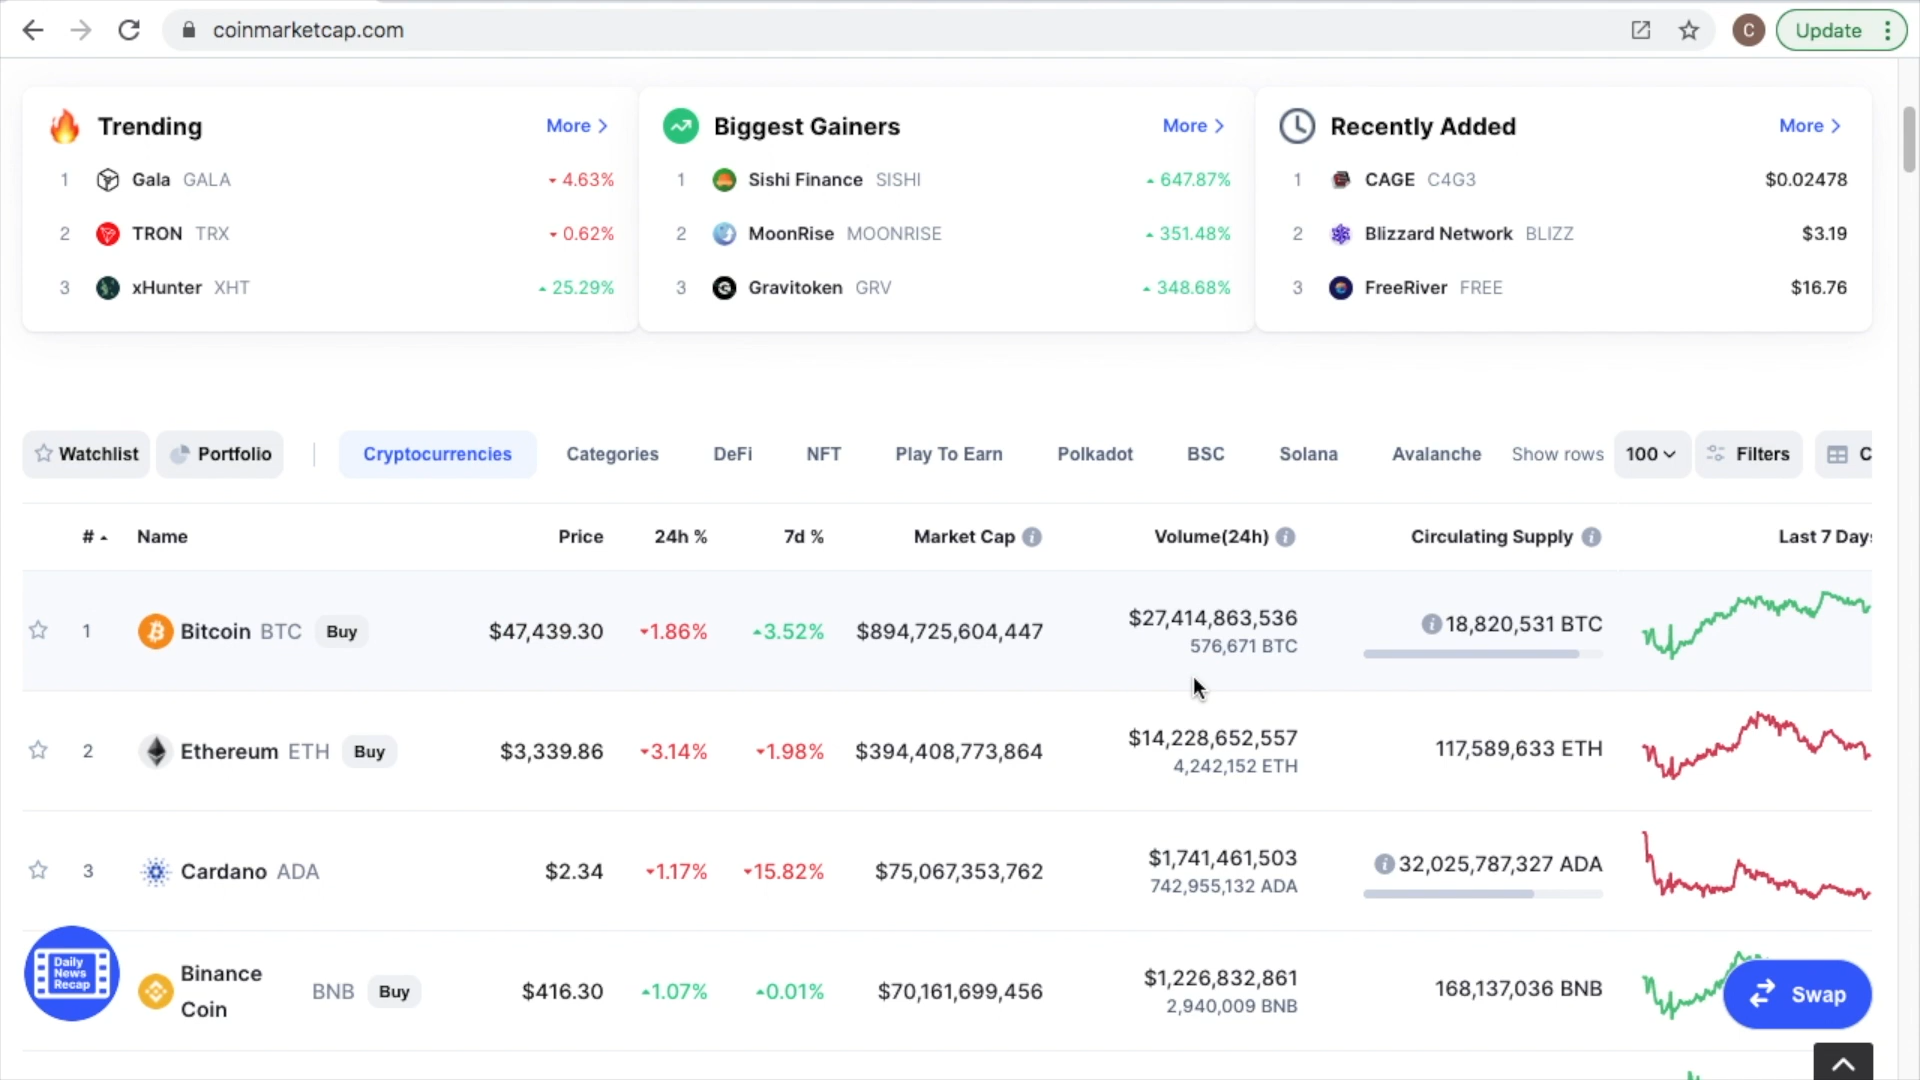 coinmarketcap.com
C
Update
Trending
More
1 Gala GALA 4.63%
2 TRON TRX 0.62%
3 xHunter XHT 25.29%
Biggest Gainers
More
1 Sishi Finance SISHI 647.87%
2 MoonRise MOONRISE 351.48%
3 Gravitoken GRV 348.68%
Recently Added
More
1 CAGE C4G3 $0.02478
2 Blizzard Network BLIZZ $3.19
3 FreeRiver FREE $16.76
Watchlist Portfolio Cryptocurrencies Categories DeFi NFT Play To Earn Polkadot BSC Solana Avalanche Show rows 100 Filters C
# Name Price 24h % 7d % Market Cap Volume(24h) Circulating Supply Last 7 Days
1 Bitcoin BTC Buy $47,439.30 1.86% 3.52% $894,725,604,447 $27,414,863,536 18,820,531 BTC
576,671 BTC
2 Ethereum ETH Buy $3,339.86 3.14% 1.98% $394,408,773,864 $14,228,652,557 117,589,633 ETH
4,242,152 ETH
3 Cardano ADA $2.34 1.17% 15.82% $75,067,353,762 $1,741,461,503 32,025,787,327 ADA
742,955,132 ADA
Daily
News
Recap
Binance
Coin
BNB Buy $416.30 1.07% 0.01% $70,161,699,456 $1,226,832,861 168,137,036 BNB
2,940,009 BNB
Swap